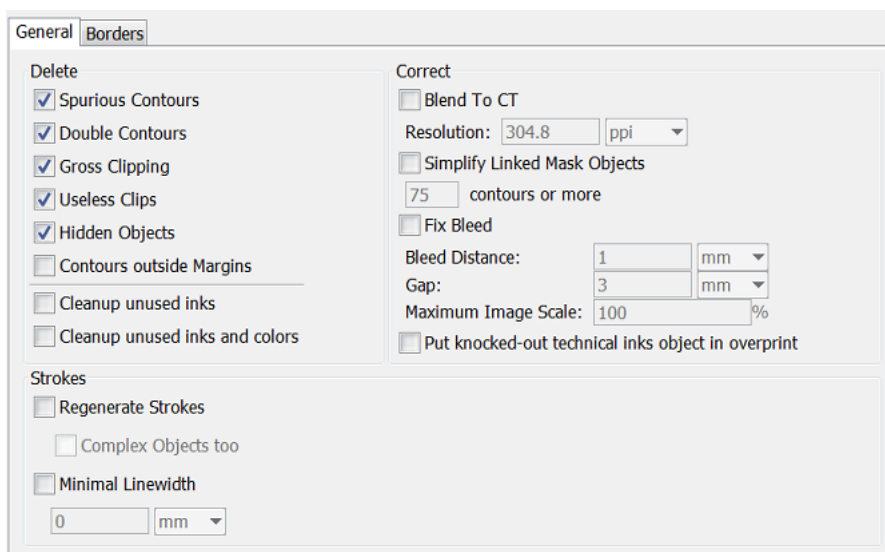 General Borders
Delete
Spurious Contours
Double Contours
Gross Clipping
Useless Clips
Hidden Objects
Contours outside Margins
Cleanup unused inks
Cleanup unused inks and colors
Correct
Blend To CT
Resolution: 304.8 ppi
Simplify Linked Mask Objects
75 contours or more
Fix Bleed
Bleed Distance: 1 mm
Gap: 3 mm
Maximum Image Scale: 100 %
Put knocked-out technical inks object in overprint
Strokes
Regenerate Strokes
Complex Objects too
Minimal Linewidth
0 mm